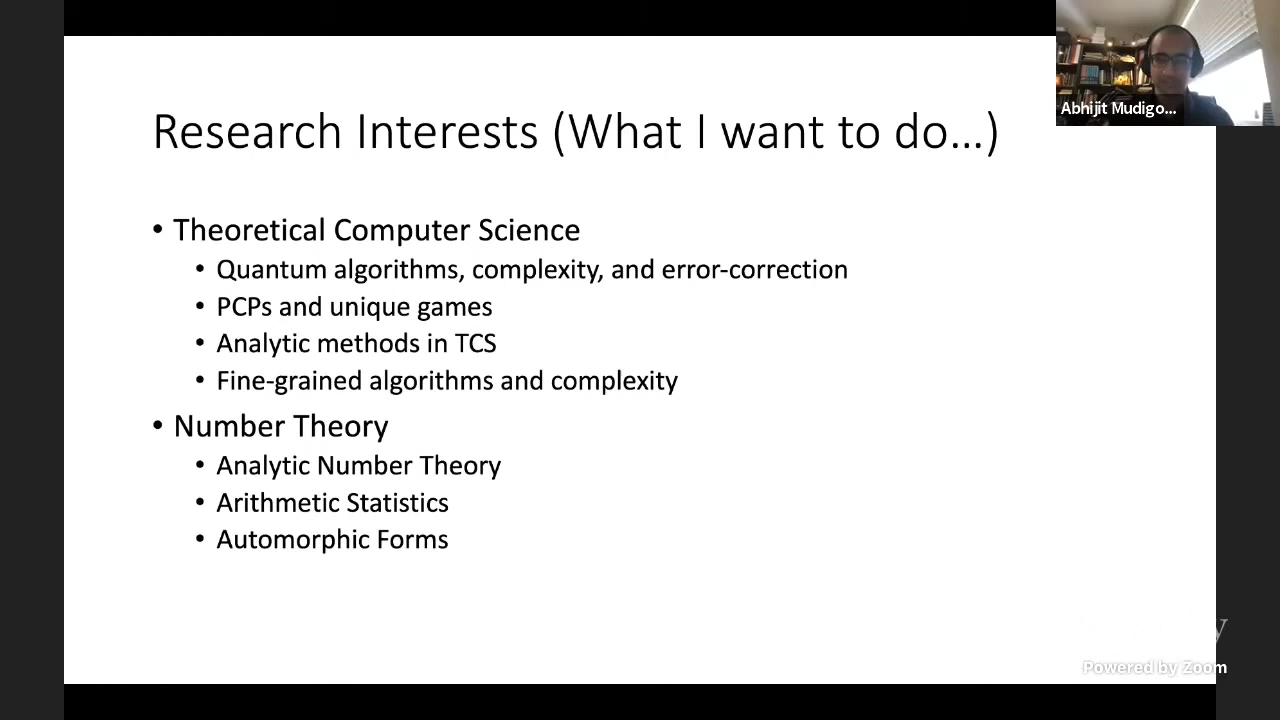 Research Interests (What I want to do...)
• Theoretical Computer Science
• Quantum algorithms, complexity, and error-correction
• PCPs and unique games
• Analytic methods in TCS
• Fine-grained algorithms and complexity
• Number Theory
• Analytic Number Theory
• Arithmetic Statistics
• Automorphic Forms
Abhijit Mudigo...
Powered by Zoom